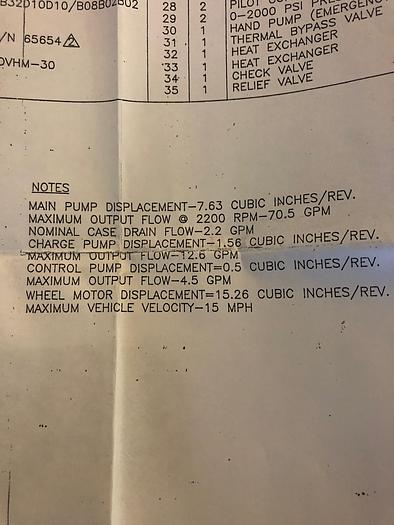 B32D10D10/B08B02B02
/N 65654
DVHM-30
28 2 PILOT
29 2 0-2000 PSI
30 1 HAND PUMP (EMERGENC
31 1 THERMAL BYPASS VALVE
32 1 HEAT EXCHANGER
33 1 HEAT EXCHANGER
34 1 CHECK VALVE
35 1 RELIEF VALVE
NOTES
MAIN PUMP DISPLACEMENT-7.63 CUBIC INCHES/REV.
MAXIMUM OUTPUT FLOW @ 2200 RPM-70.5 GPM
NOMINAL CASE DRAIN FLOW-2.2 GPM
CHARGE PUMP DISPLACEMENT-1.56 CUBIC INCHES/REV.
MAXIMUM OUTPUT FLOW-12.6 GPM
CONTROL PUMP DISPLACEMENT=0.5 CUBIC INCHES/REV.
MAXIMUM OUTPUT FLOW-4.5 GPM
WHEEL MOTOR DISPLACEMENT=15.26 CUBIC INCHES/REV.
MAXIMUM VEHICLE VELOCITY-15 MPH